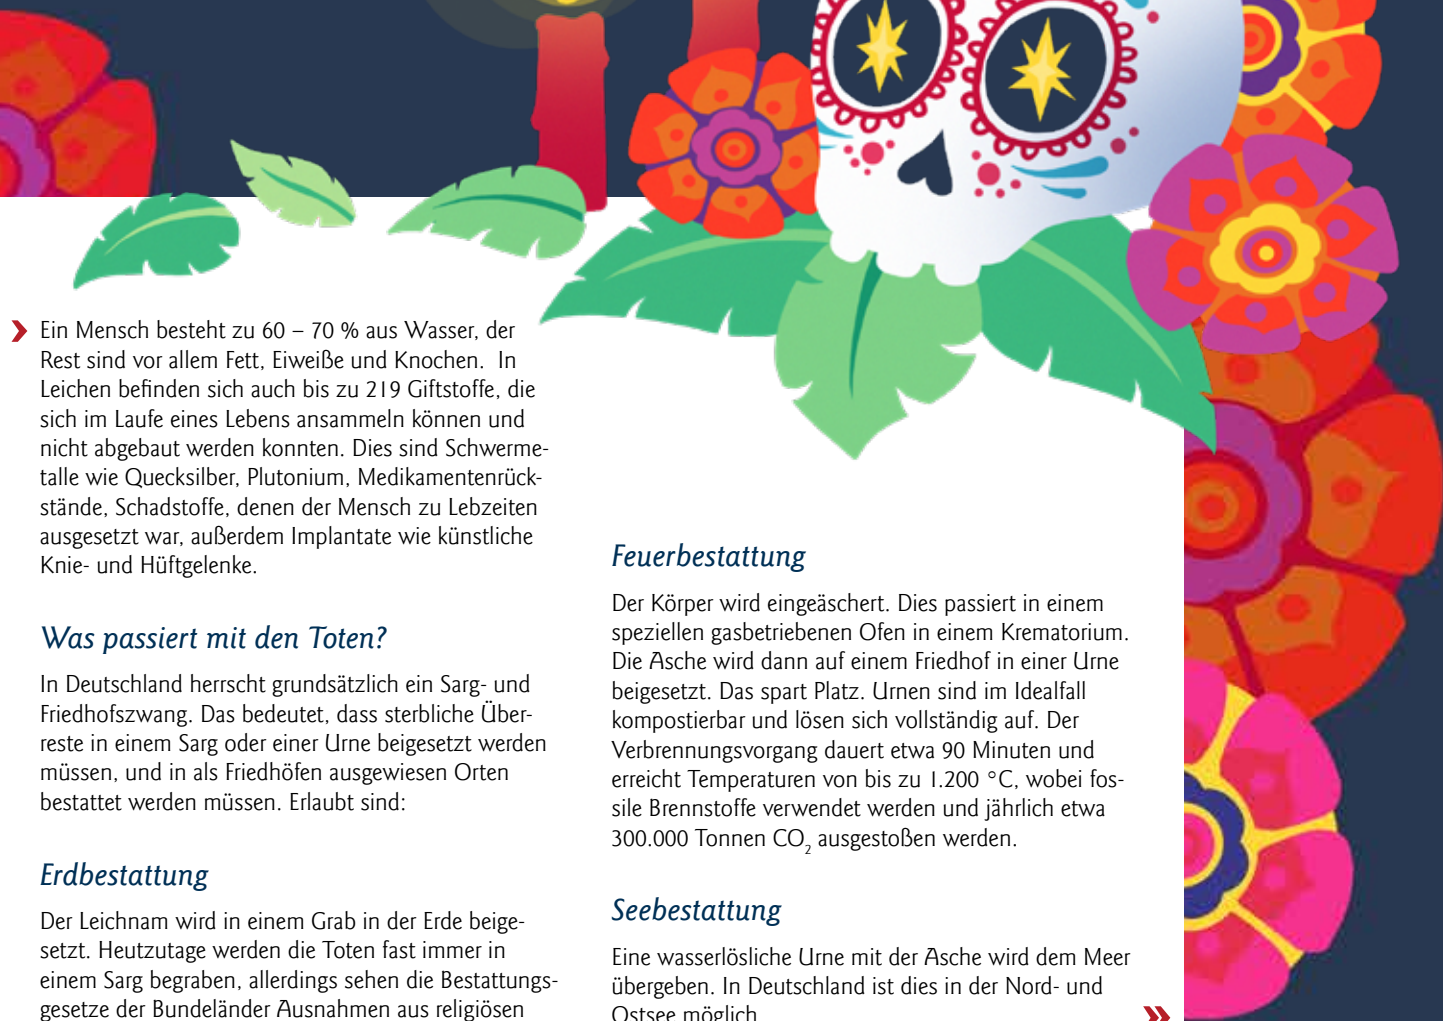 Ein Mensch besteht zu 60 – 70 % aus Wasser, der
Rest sind vor allem Fett, Eiweiße und Knochen. In
Leichen befinden sich auch bis zu 219 Giftstoffe, die
sich im Laufe eines Lebens ansammeln können und
nicht abgebaut werden konnten. Dies sind Schwerme-
talle wie Quecksilber, Plutonium, Medikamentenrück-
stände, Schadstoffe, denen der Mensch zu Lebzeiten
ausgesetzt war, außerdem Implantate wie künstliche
Knie- und Hüftgelenke.
Was passiert mit den Toten?
In Deutschland herrscht grundsätzlich ein Sarg- und
Friedhofszwang. Das bedeutet, dass sterbliche Über-
reste in einem Sarg oder einer Urne beigesetzt werden
müssen, und in als Friedhöfen ausgewiesen Orten
bestattet werden müssen. Erlaubt sind:
Erdbestattung
Der Leichnam wird in einem Grab in der Erde beige-
setzt. Heutzutage werden die Toten fast immer in
einem Sarg begraben, allerdings sehen die Bestattungs-
gesetze der Bundeländer Ausnahmen aus religiösen
Feuerbestattung
Der Körper wird eingeäschert. Dies passiert in einem
speziellen gasbetriebenen Ofen in einem Krematorium.
Die Asche wird dann auf einem Friedhof in einer Urne
beigesetzt. Das spart Platz. Urnen sind im Idealfall
kompostierbar und lösen sich vollständig auf. Der
Verbrennungsvorgang dauert etwa 90 Minuten und
erreicht Temperaturen von bis zu 1.200 °C, wobei fos-
sile Brennstoffe verwendet werden und jährlich etwa
300.000 Tonnen CO₂ ausgestoßen werden.
Seebestattung
Eine wasserlösliche Urne mit der Asche wird dem Meer
übergeben. In Deutschland ist dies in der Nord- und
Ostsee möglich